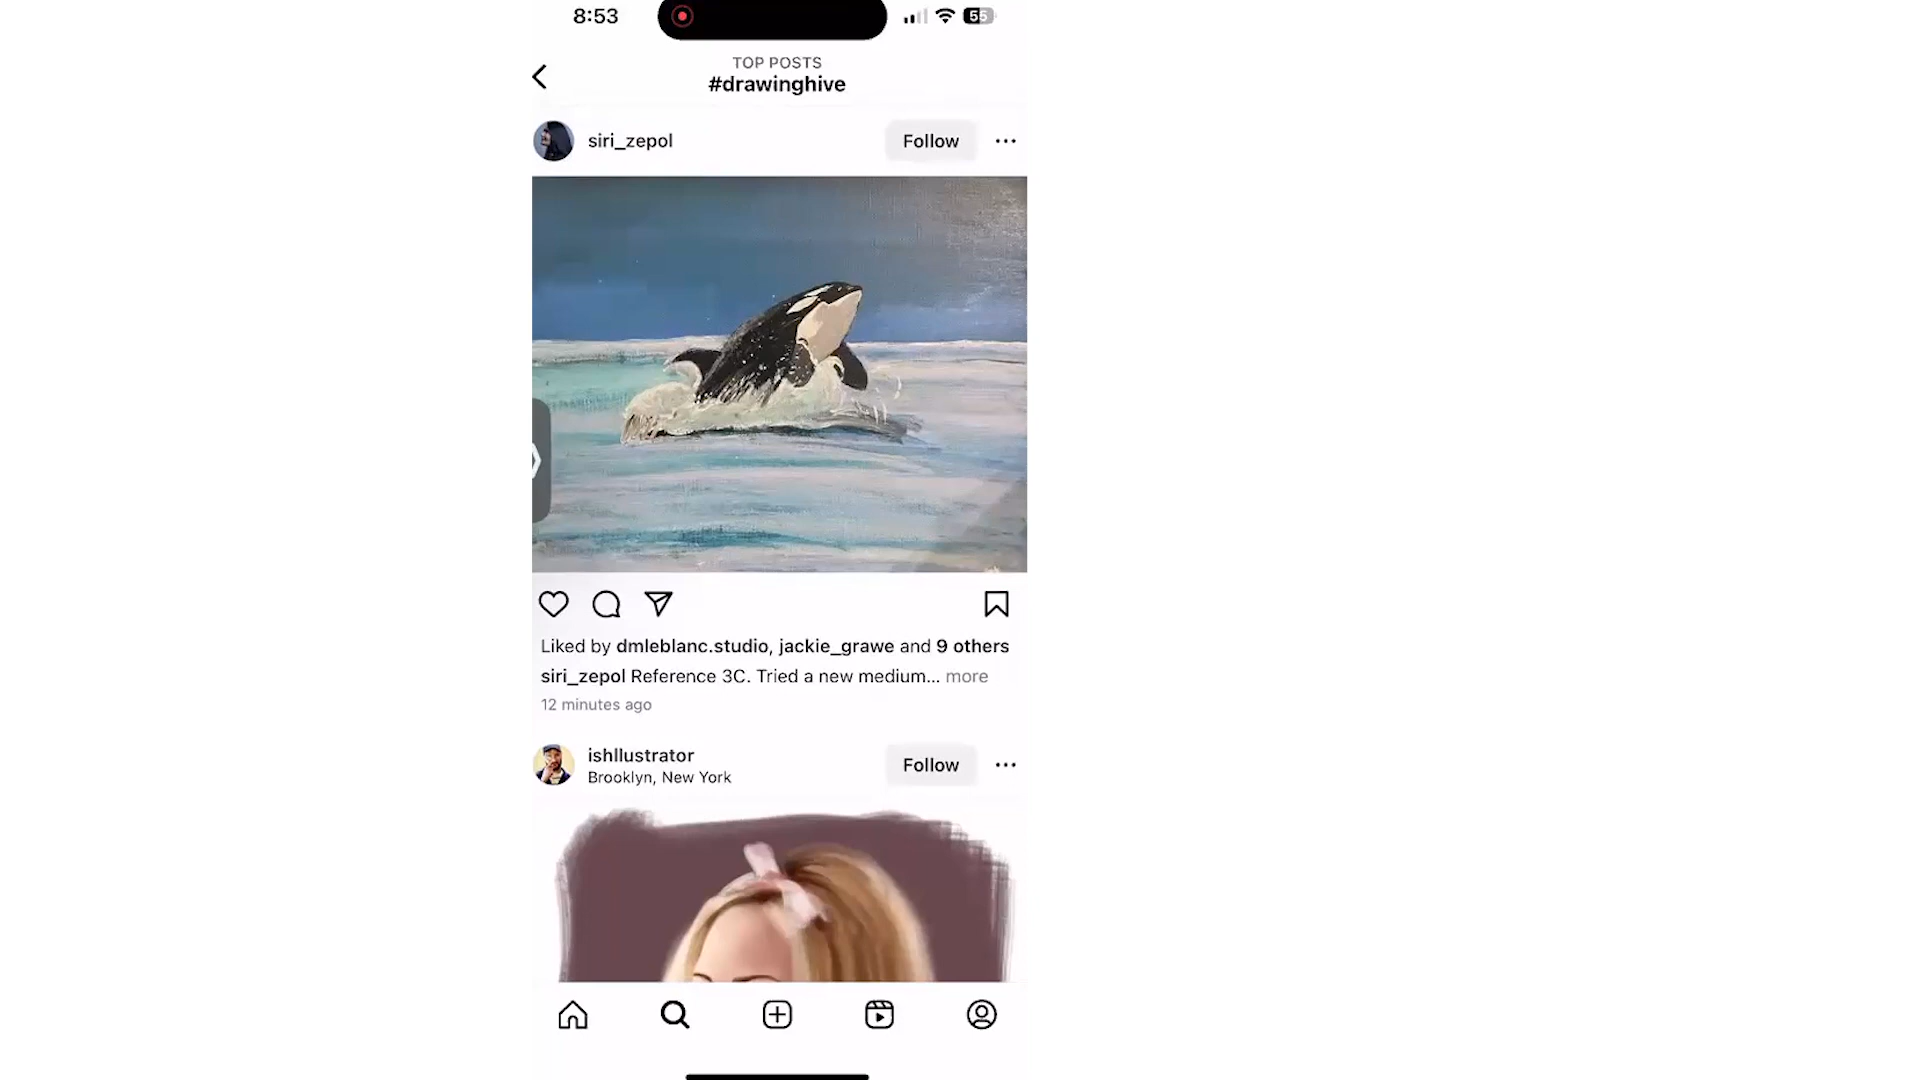 8:53
55
TOP POSTS
#drawinghive
siri_zepol
Follow
Liked by dmleblanc.studio, jackie_grawe and 9 others
siri_zepol Reference 3C. Tried a new medium... more
12 minutes ago
ishllustrator
Brooklyn, New York
Follow